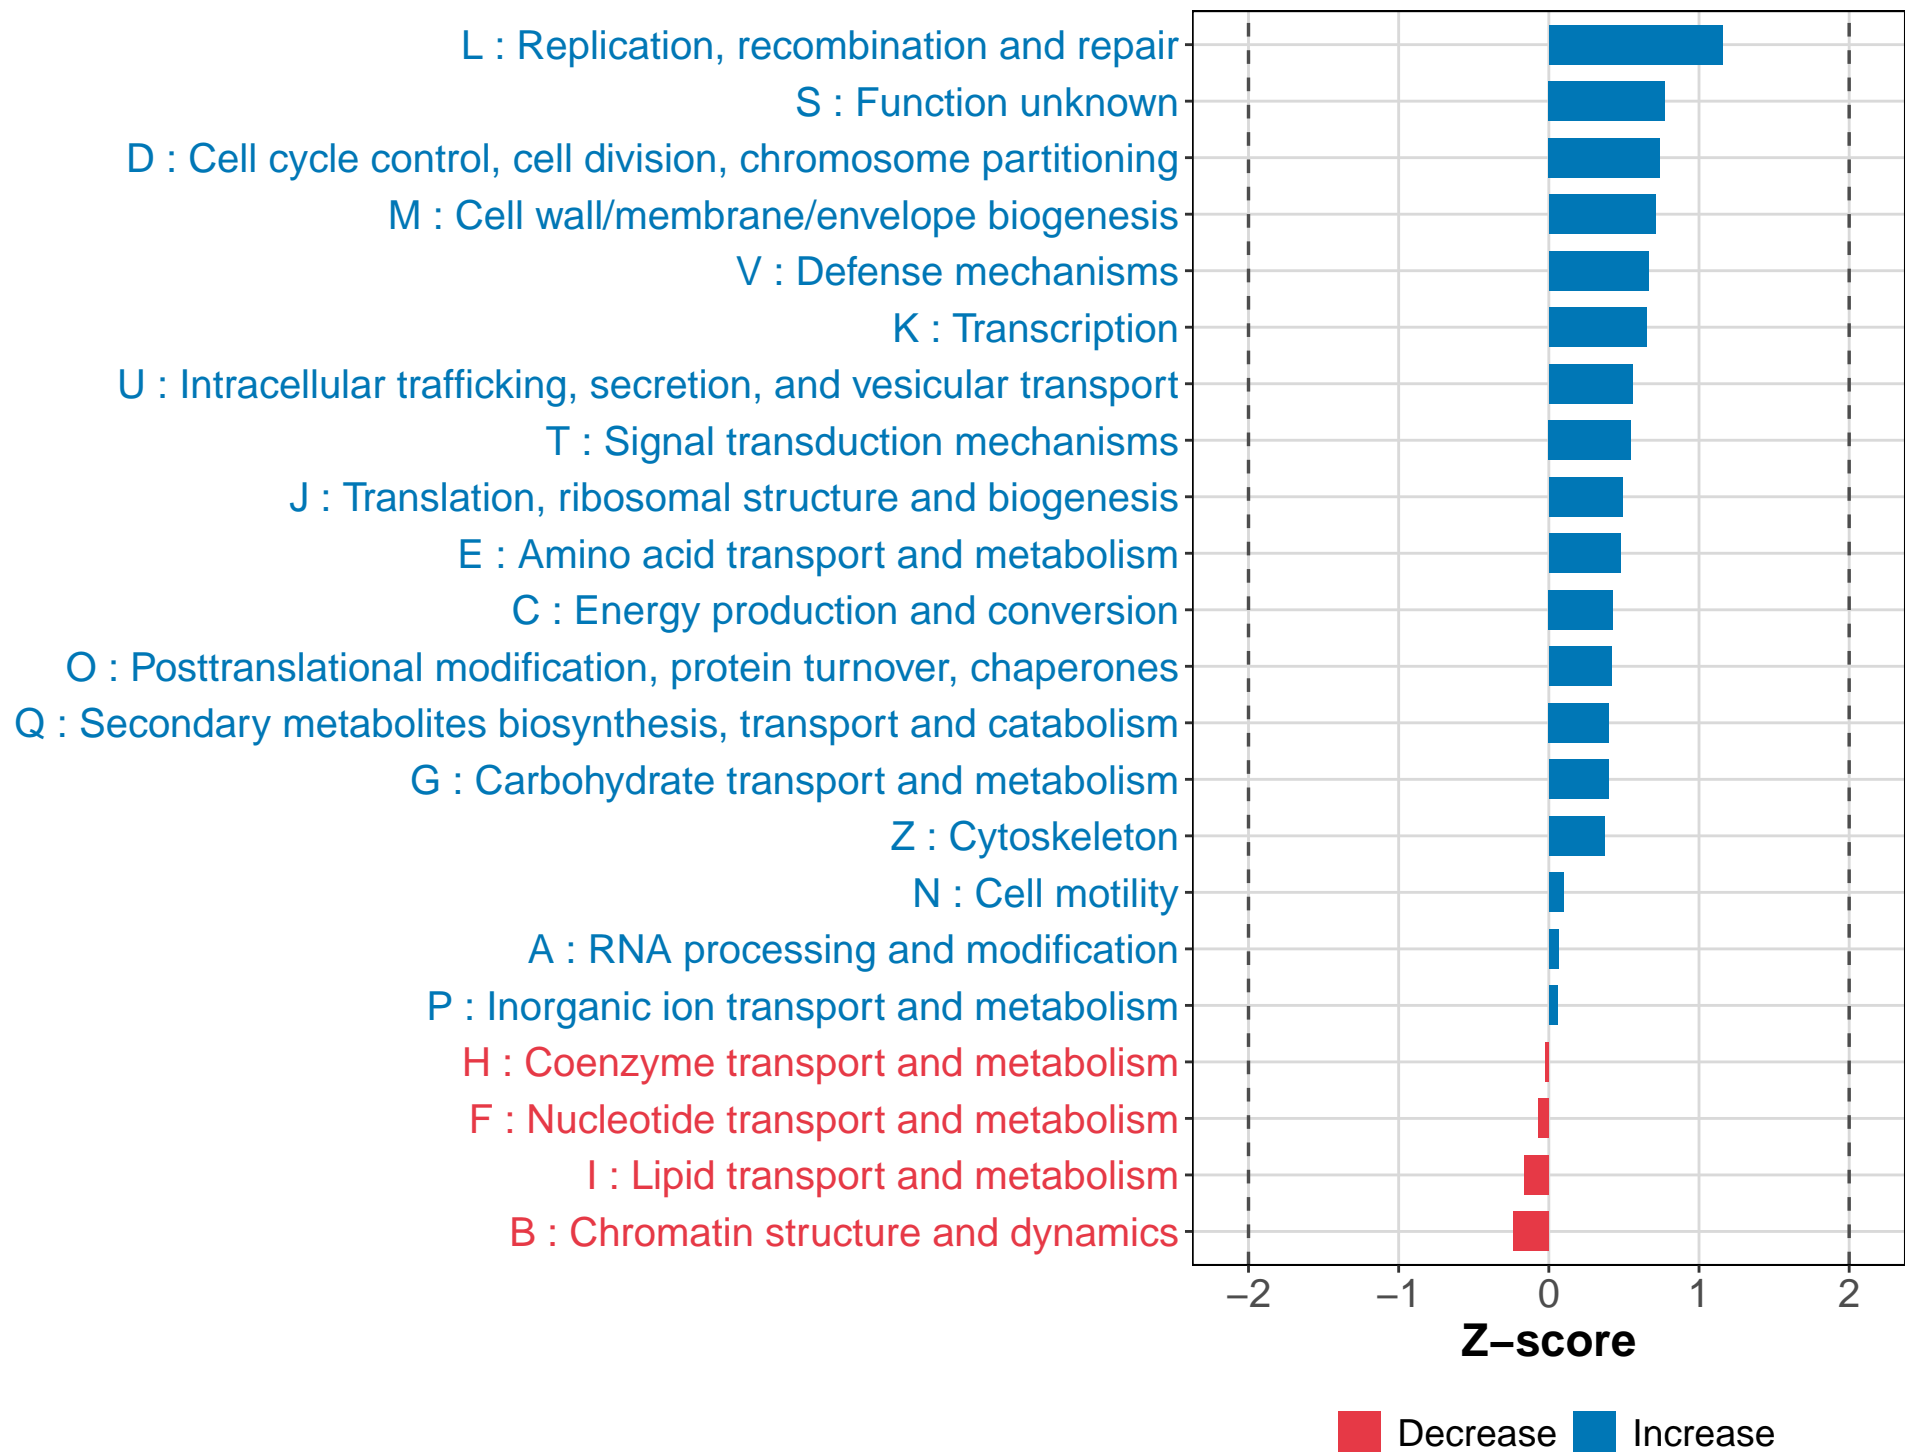 L : Replication, recombination and repair
S : Function unknown
D : Cell cycle control, cell division, chromosome partitioning
M : Cell wall/membrane/envelope biogenesis
V : Defense mechanisms
K : Transcription
U : Intracellular trafficking, secretion, and vesicular transport
T : Signal transduction mechanisms
J : Translation, ribosomal structure and biogenesis
E : Amino acid transport and metabolism
C : Energy production and conversion
O : Posttranslational modification, protein turnover, chaperones
Q : Secondary metabolites biosynthesis, transport and catabolism
G : Carbohydrate transport and metabolism
Z : Cytoskeleton
N : Cell motility
A : RNA processing and modification
P : Inorganic ion transport and metabolism
H : Coenzyme transport and metabolism
F : Nucleotide transport and metabolism
I : Lipid transport and metabolism
B : Chromatin structure and dynamics
−2 −1 0 1 2
Z−score
Decrease Increase